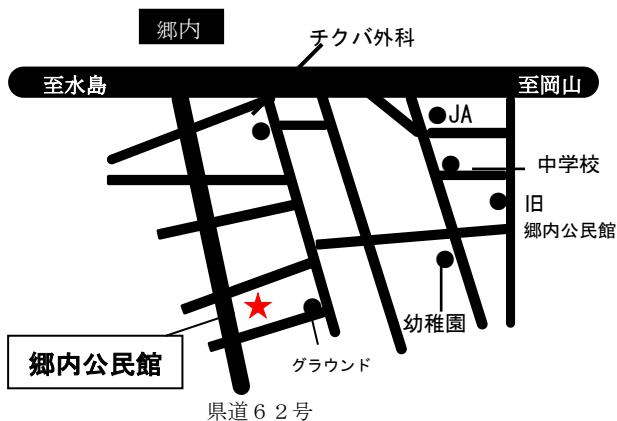 郷内
チクバ外科
至水島
至岡山
JA
中学校
旧
郷内公民館
幼稚園
郷内公民館
グラウンド
県道６２号